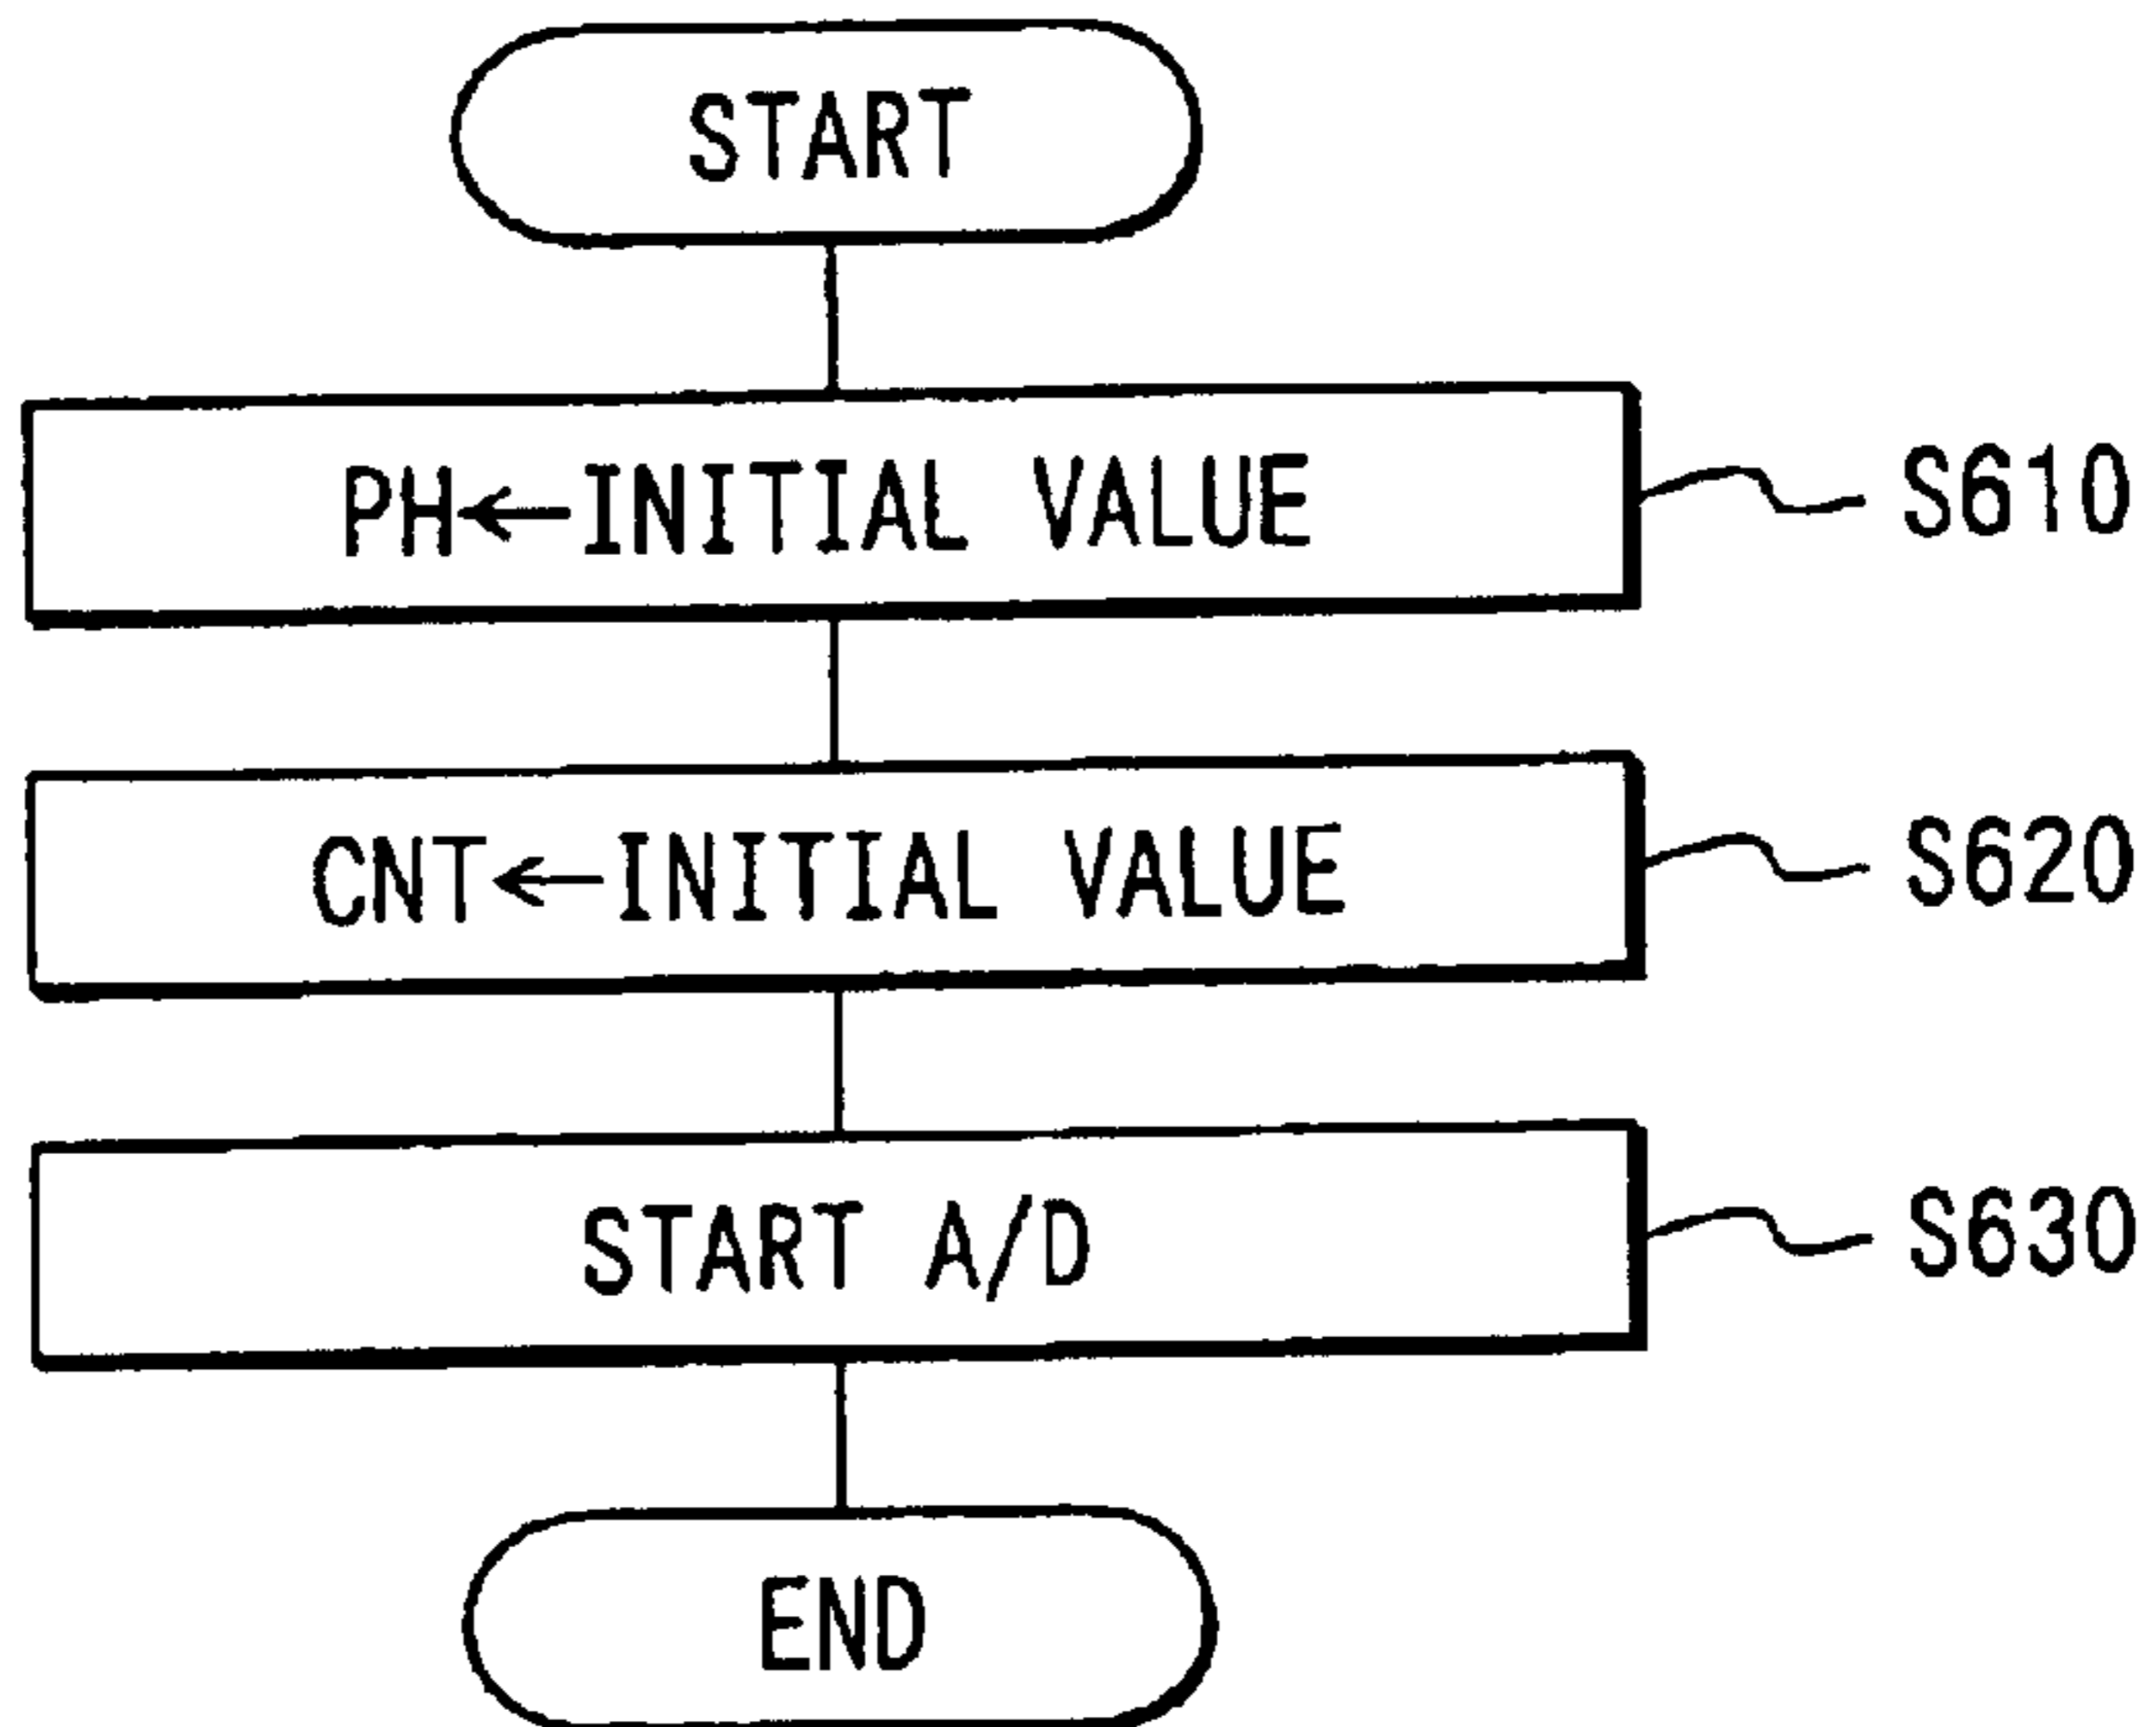 START
PH←INITIAL VALUE
S610
CNT←INITIAL VALUE
S620
START A/D
S630
END